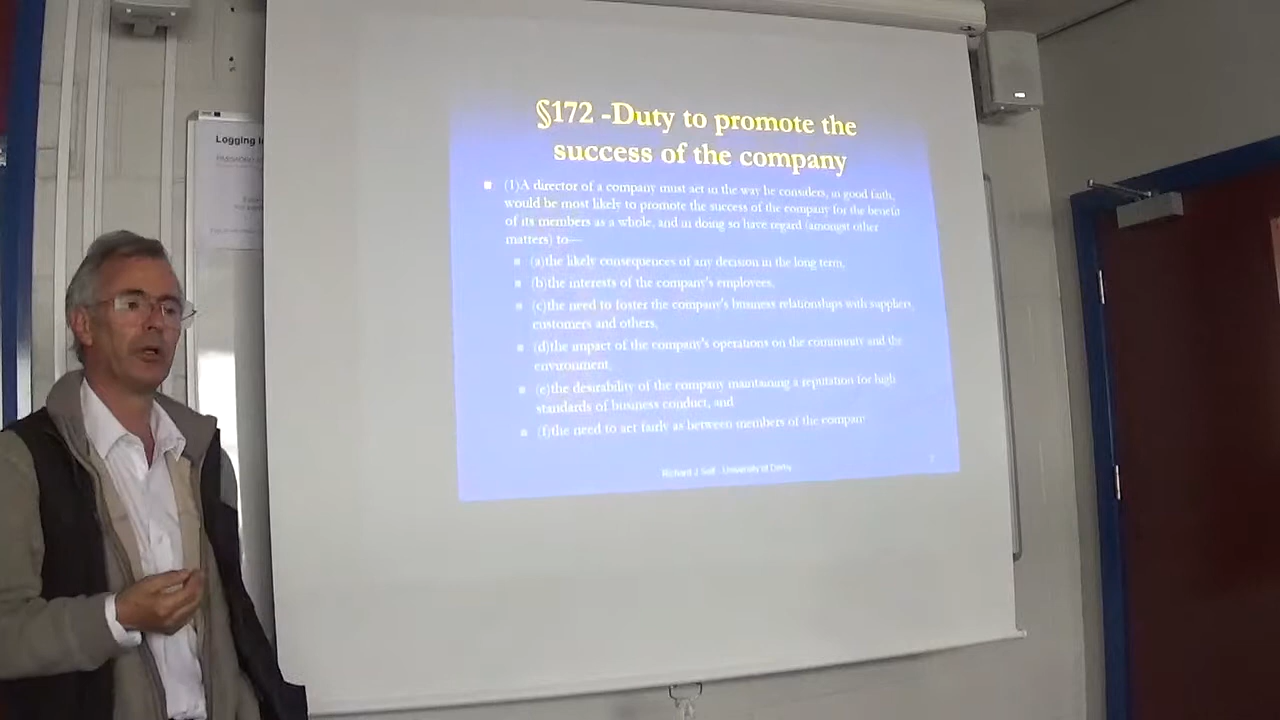 Logging
§172 -Duty to promote the
success of the company
(1)A director of a company must act in the way he considers, in good faith,
would be most likely to promote the success of the company for the benefit
of its members as a whole, and in doing so have regard (amongst other
matters) to—
(a)the likely consequences of any decision in the long term,
(b)the interests of the company's employees,
(c)the need to foster the company's business relationships with suppliers,
customers and others,
(d)the impact of the company's operations on the community and the
environment,
(e)the desirability of the company maintaining a reputation for high
standards of business conduct, and
(f)the need to act fairly as between members of the company
Richard J Self - University of Derby